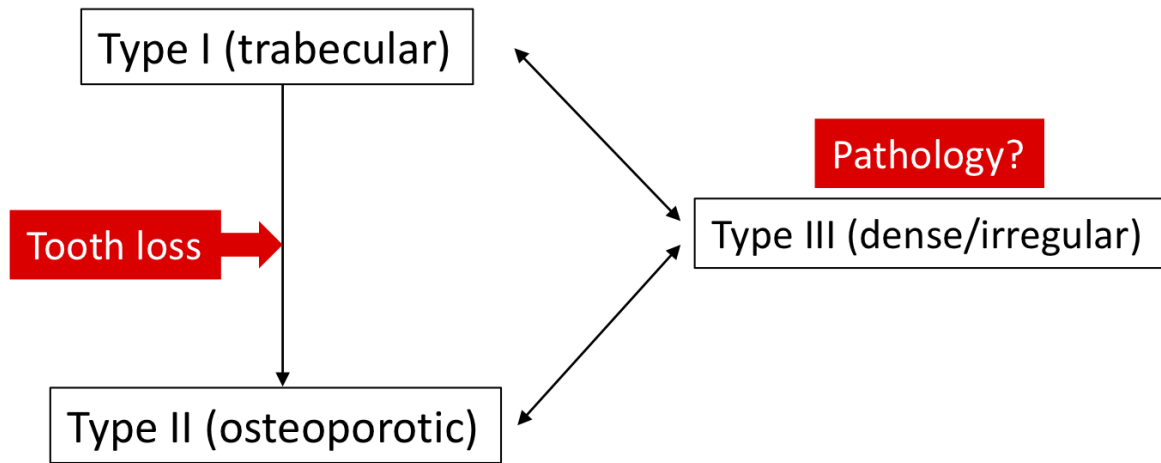 Type I (trabecular)
Pathology?
Type III (dense/irregular)
Tooth loss
Type II (osteoporotic)